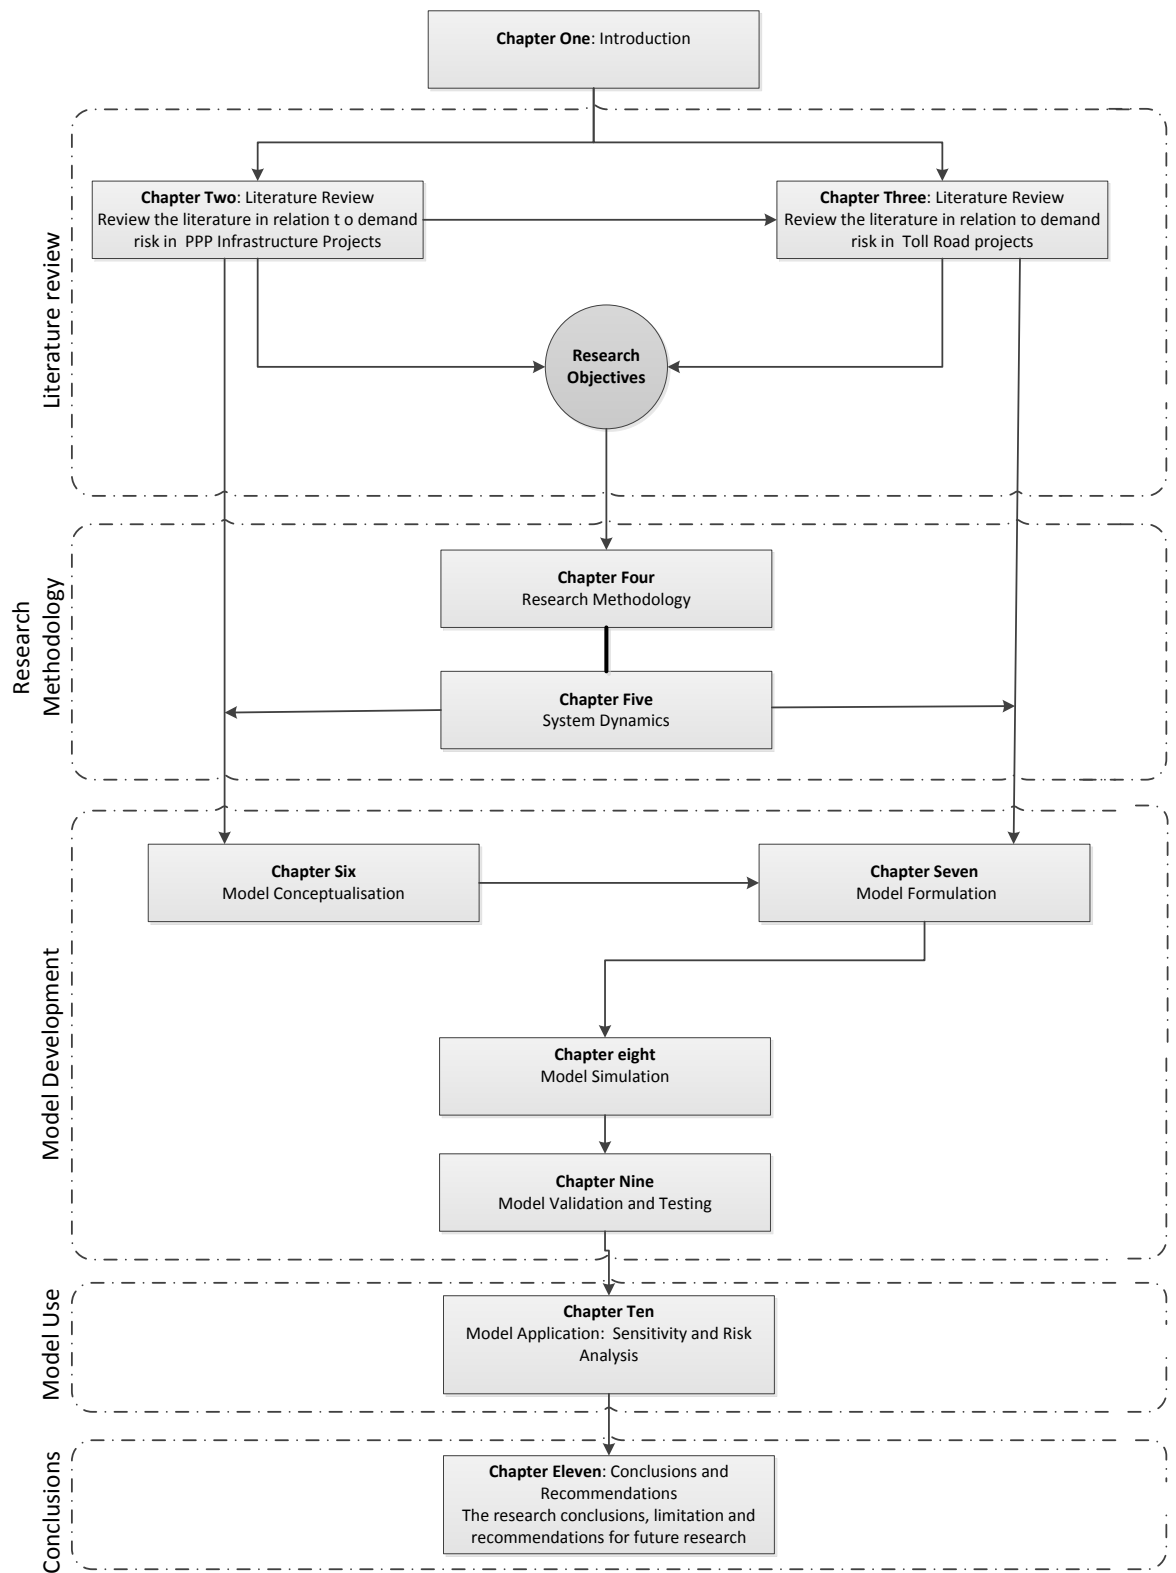 Chapter One: Introduction
Literature review
Chapter Two: Literature Review
Review the literature in relation t o demand
risk in PPP Infrastructure Projects
Chapter Three: Literature Review
Review the literature in relation to demand
risk in Toll Road projects
Research
Objectives
Research
Methodology
Chapter Four
Research Methodology
Chapter Five
System Dynamics
Model Development
Chapter Six
Model Conceptualisation
Chapter Seven
Model Formulation
Chapter eight
Model Simulation
Chapter Nine
Model Validation and Testing
Model Use
Chapter Ten
Model Application: Sensitivity and Risk
Analysis
Conclusions
Chapter Eleven: Conclusions and
Recommendations
The research conclusions, limitation and
recommendations for future research